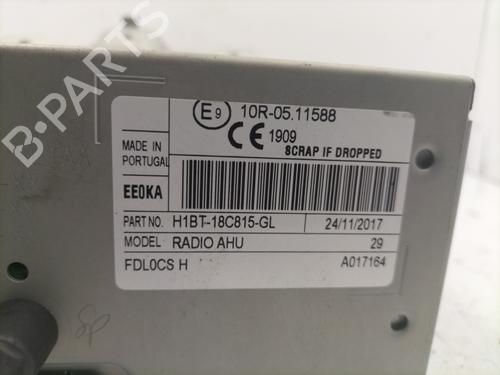 E9 10R-05.11588
CE 1909
MADE IN PORTUGAL
SCRAP IF DROPPED
EE0KA
PART NO. H1BT-18C815-GL 24/11/2017
MODEL RADIO AHU 29
FDL0CS H A017164
B-Parts